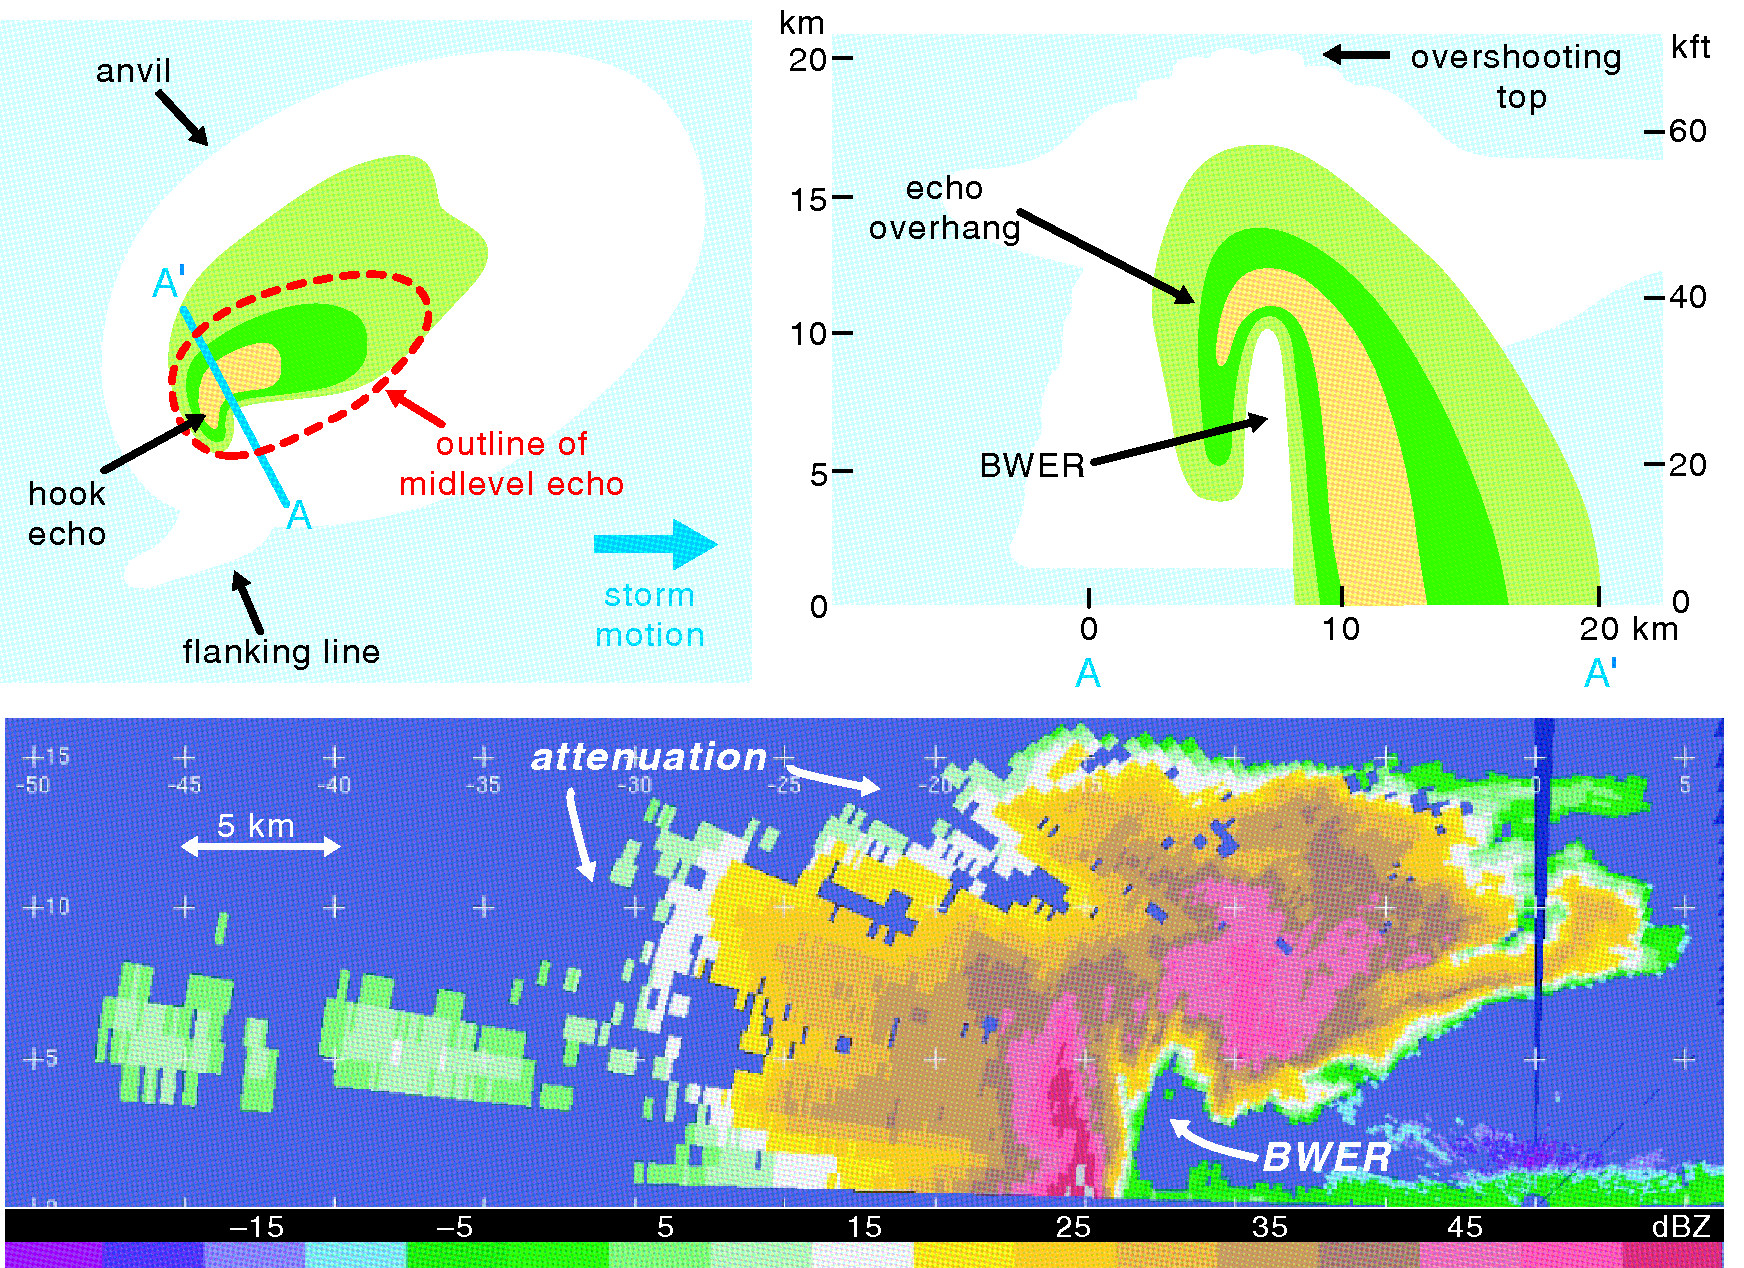 anvil
A'
hook
echo
A
outline of
midlevel echo
storm
motion
flanking line
km
20
15
10
5
0
kft
60
40
20
0
overshooting
top
echo
overhang
BWER
0
10
20 km
A
A'
15
-50
-45
-40
-35
-30
-25
-20
0
5
10
5
attenuation
5 km
BWER
−15
−5
5
15
25
35
45
dBZ